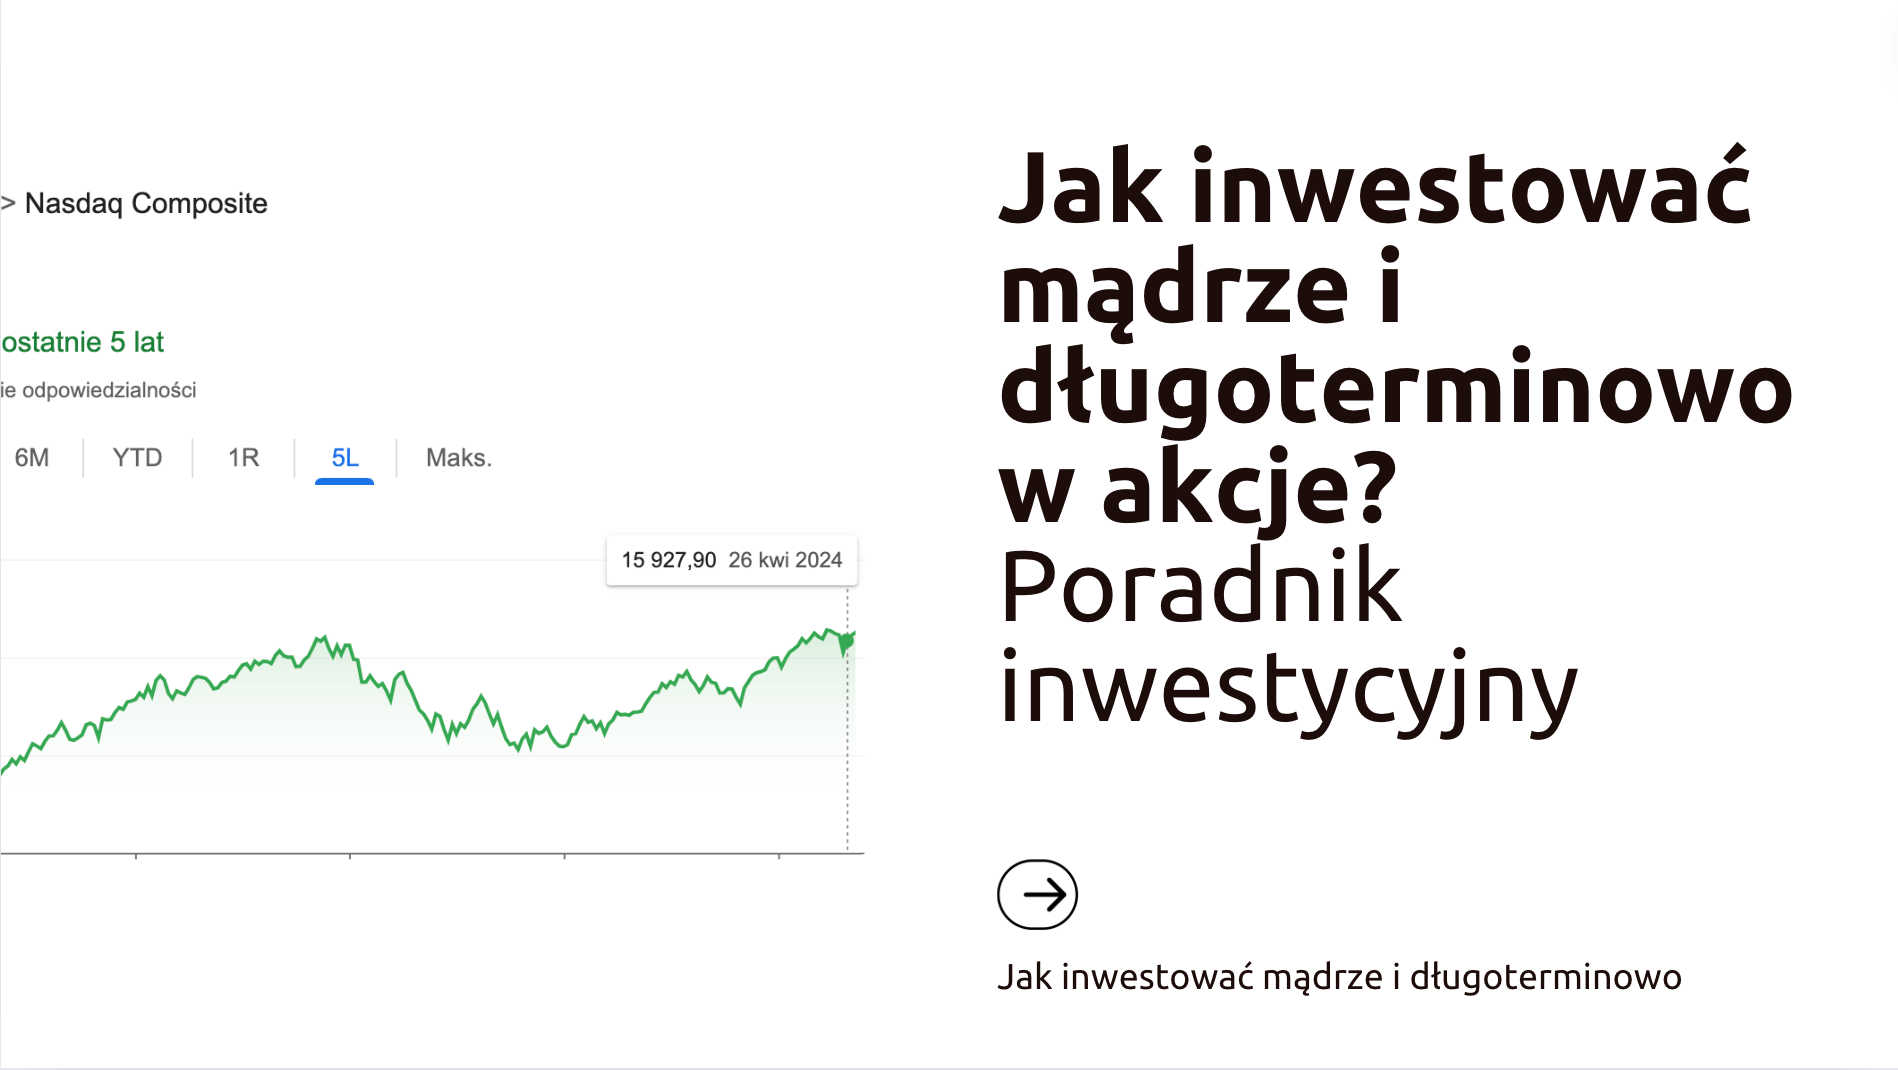 > Nasdaq Composite
ostatnie 5 lat
ie odpowiedzialności
6M YTD 1R 5L Maks.
15 927,90 26 kwi 2024
Jak inwestować
mądrze i
długoterminowo
w akcje?
Poradnik
inwestycyjny
Jak inwestować mądrze i długoterminowo